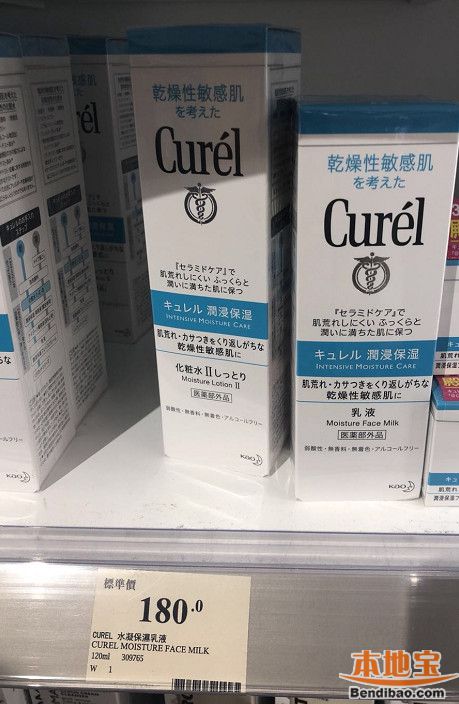 乾燥性敏感肌
を考えた
Curél
『セラミドケア』で
肌荒れしにくい ふっくらと
潤いに満ちた肌に保つ
キュレル 潤浸保湿
INTENSIVE MOISTURE CARE
肌荒れ・カサつきをくり返しがちな
乾燥性敏感肌に
化粧水 II しっとり
Moisture Lotion II
医薬部外品
弱酸性・無香料・無着色・アルコールフリー
Kao
乾燥性敏感肌
を考えた
Curél
『セラミドケア』で
肌荒れしにくい ふっくらと
潤いに満ちた肌に保つ
キュレル 潤浸保湿
INTENSIVE MOISTURE CARE
肌荒れ・カサつきをくり返しがちな
乾燥性敏感肌に
乳液
Moisture Face Milk
医薬部外品
弱酸性・無香料・無着色・アルコールフリー
Kao
標準價
180.0
CUREL 水凝保濕乳液
CUREL MOISTURE FACE MILK
120ml 309765
W 1
本地宝
Bendibao.com